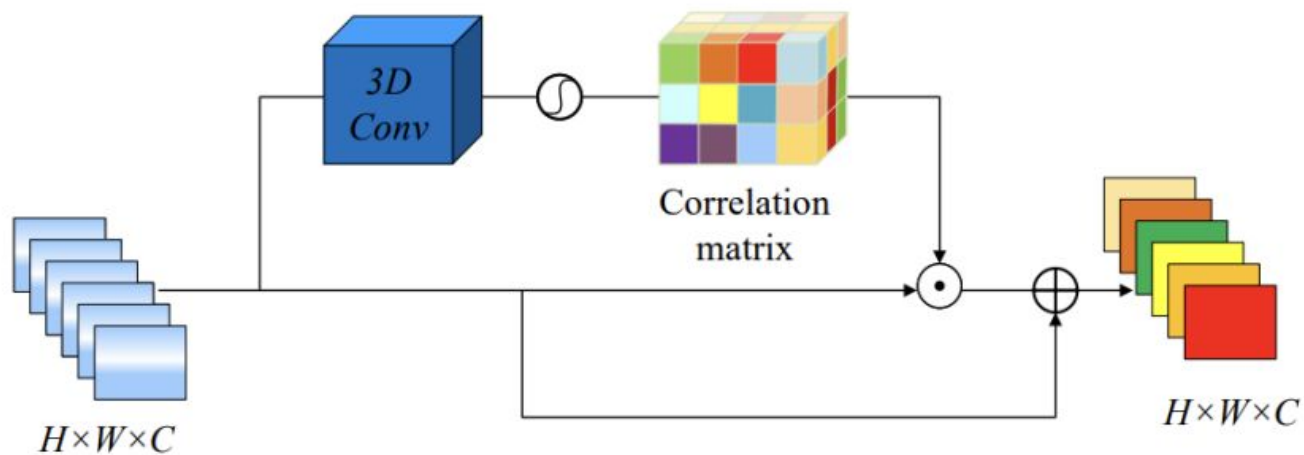 3D
Conv
Correlation
matrix
H×W×C
H×W×C